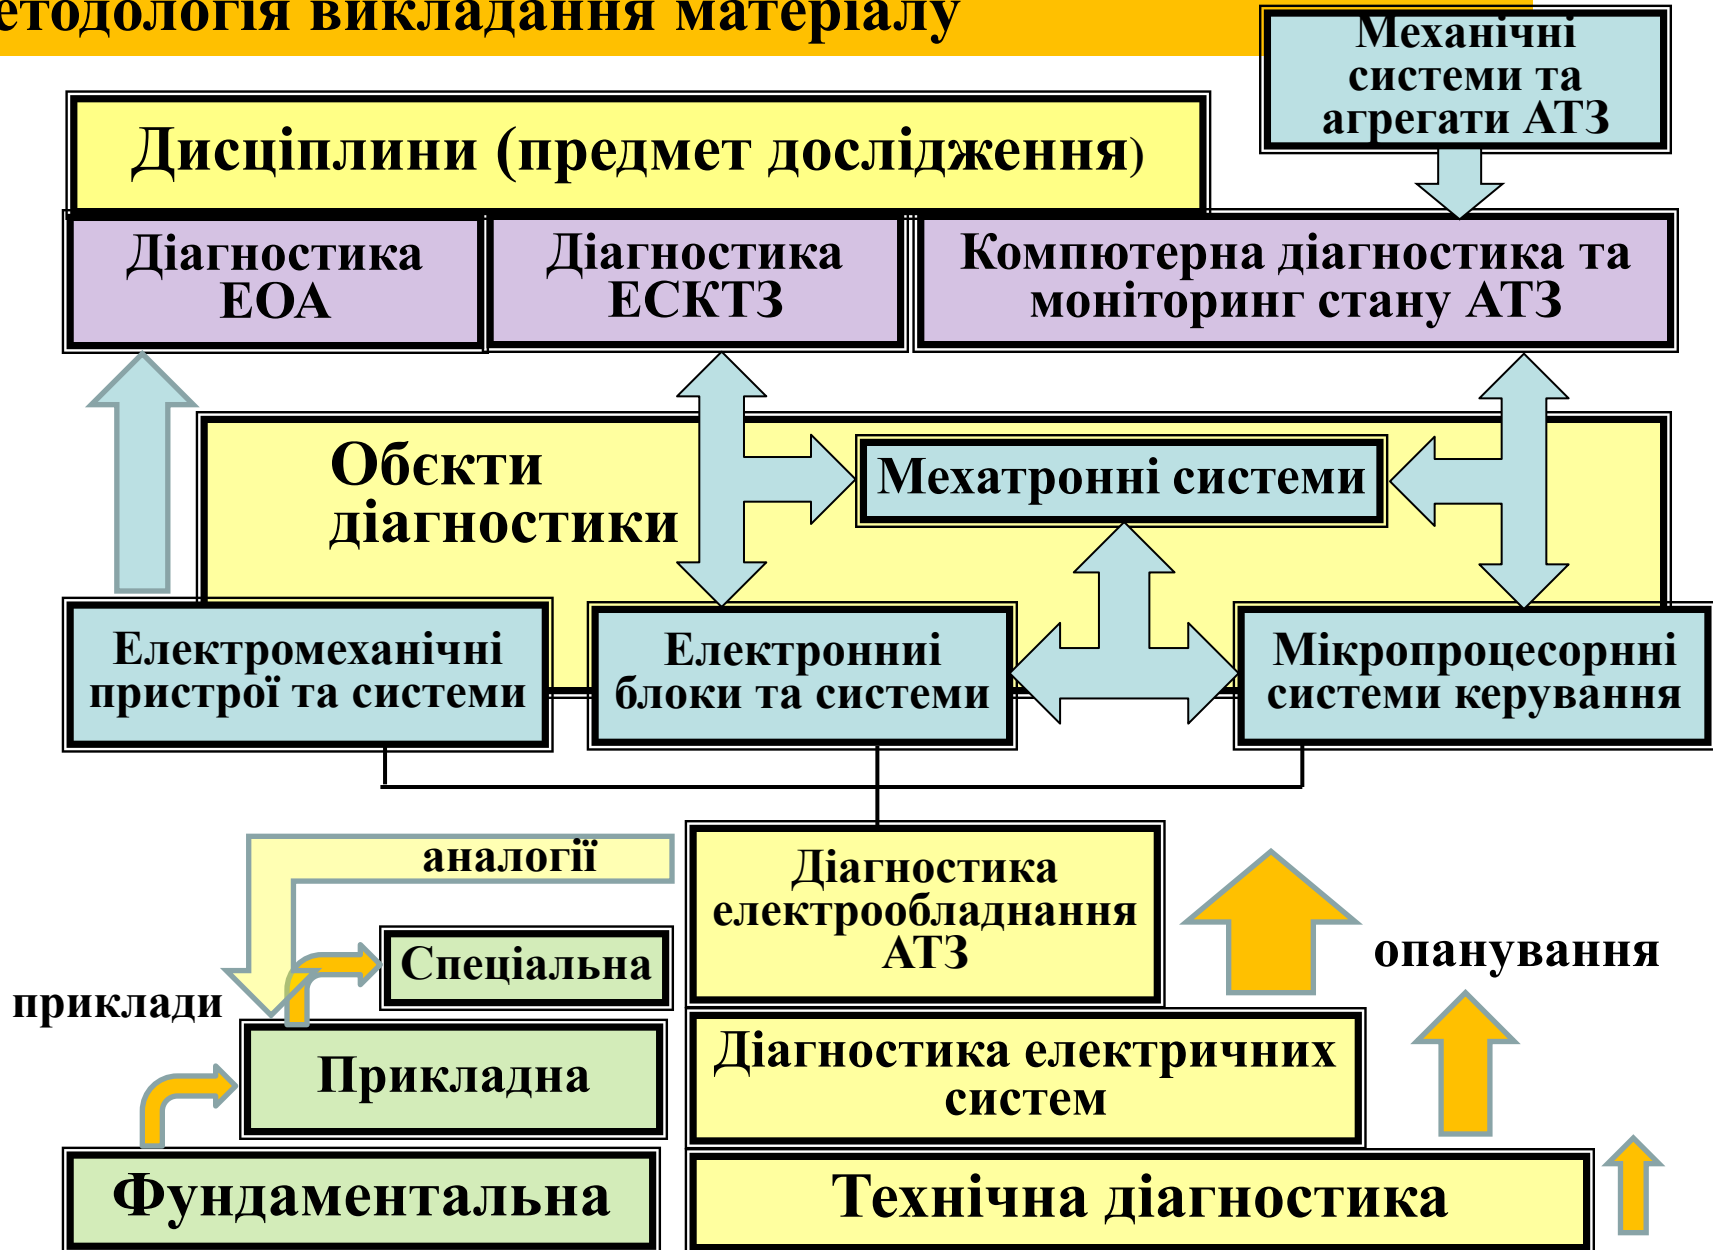 етодологія викладання матеріалу
Механічні
системи та
агрегати АТЗ
Дисціплини (предмет дослідження)
Діагностика
ЕОА
Діагностика
ЕСКТЗ
Компютерна діагностика та
моніторинг стану АТЗ
Обєкти
діагностики
Мехатронні системи
Електромеханічні
пристрої та системи
Електронниі
блоки та системи
Мікропроцесорнні
системи керування
аналогії
Діагностика
електрообладнання
АТЗ
опанування
Спеціальна
приклади
Прикладна
Діагностика електричних
систем
Фундаментальна
Технічна діагностика